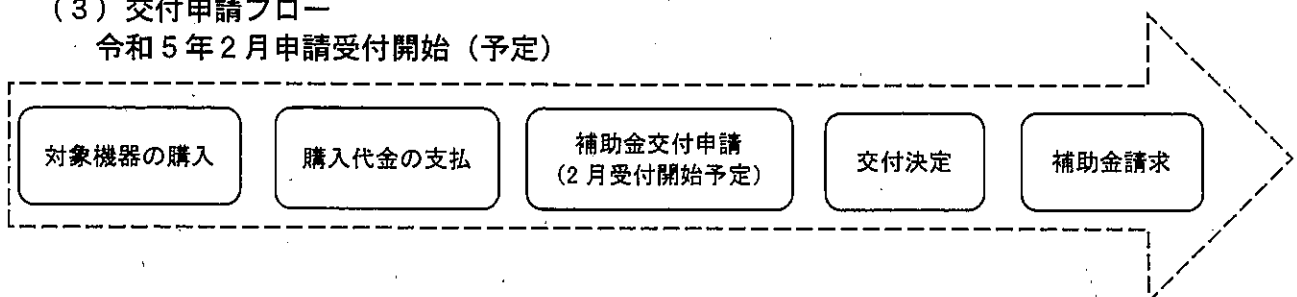 （３）交付申請フロー
令和５年２月申請受付開始（予定）
対象機器の購入
購入代金の支払
補助金交付申請
（2 月受付開始予定）
交付決定
補助金請求